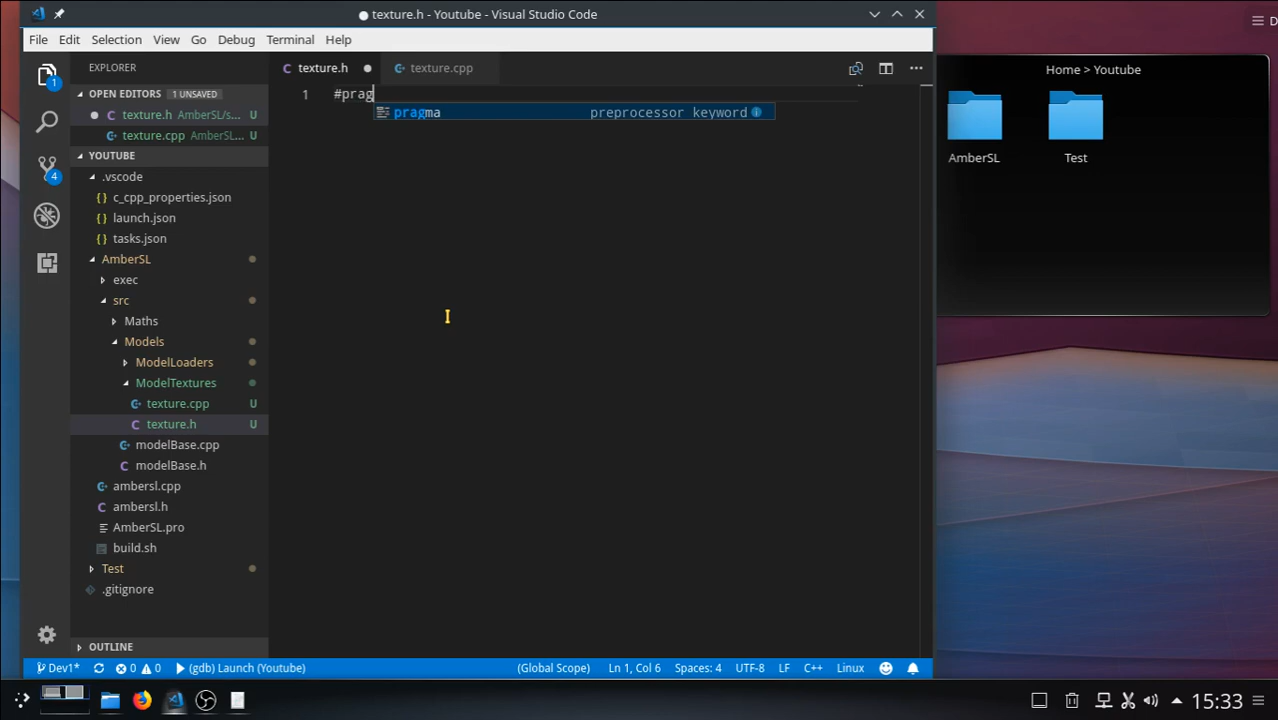 texture.h - Youtube - Visual Studio Code
File Edit Selection View Go Debug Terminal Help
EXPLORER
OPEN EDITORS 1 UNSAVED
texture.h AmberSL/s...
texture.cpp AmberSL...
YOUTUBE
.vscode
c_cpp_properties.json
launch.json
tasks.json
AmberSL
exec
src
Maths
Models
ModelLoaders
ModelTextures
texture.cpp U
texture.h U
modelBase.cpp
modelBase.h
ambersl.cpp
ambersl.h
AmberSL.pro
build.sh
Test
.gitignore
OUTLINE
1
4
texture.h texture.cpp
1 #prag
pragma preprocessor keyword
Dev1* 0 0 (gdb) Launch (Youtube) (Global Scope) Ln 1, Col 6 Spaces: 4 UTF-8 LF C++ Linux
D
Home > Youtube
AmberSL Test
15:33